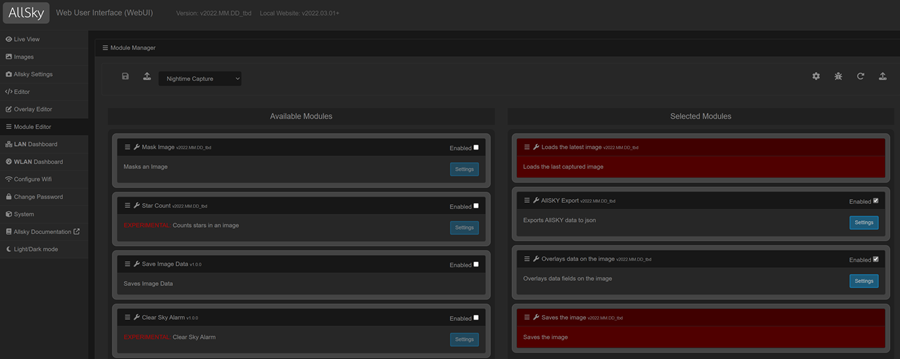 AllSky Web User Interface (WebUI) Version: v2022.MM.DD_tbd Local Website: v2022.03.01+
Live View
Images
Allsky Settings
Editor
Overlay Editor
Module Editor
LAN Dashboard
WLAN Dashboard
Configure Wifi
Change Password
System
Allsky Documentation
Light/Dark mode
Module Manager
Nightime Capture
Available Modules
Mask Image v2022.MM.DD_tbd Enabled
Masks an Image Settings
Star Count v2022.MM.DD_tbd Enabled
EXPERIMENTAL: Counts stars in an image Settings
Save Image Data v1.0.0 Enabled
Saves Image Data
Clear Sky Alarm v1.0.0 Enabled
EXPERIMENTAL: Clear Sky Alarm Settings
Selected Modules
Loads the latest image v2022.MM.DD_tbd
Loads the last captured image
AllSKY Export v2022.MM.DD_tbd Enabled
Exports AllSKY data to json Settings
Overlays data on the image v2022.MM.DD_tbd Enabled
Overlays data fields on the image Settings
Saves the image v2022.MM.DD_tbd
Saves the image